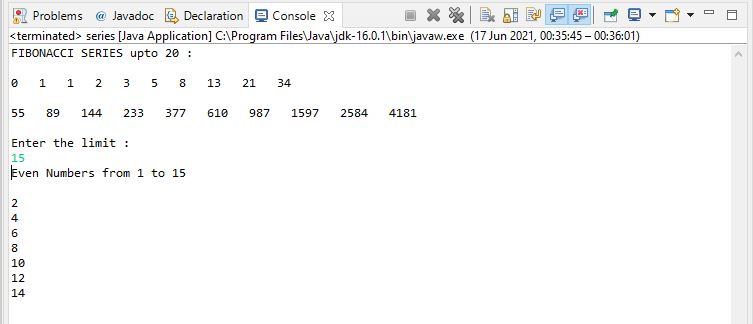 Problems @ Javadoc Declaration Console
<terminated> series [Java Application] C:\Program Files\Java\jdk-16.0.1\bin\javaw.exe (17 Jun 2021, 00:35:45 – 00:36:01)
FIBONACCI SERIES upto 20 :
0 1 1 2 3 5 8 13 21 34
55 89 144 233 377 610 987 1597 2584 4181
Enter the limit :
15
Even Numbers from 1 to 15
2
4
6
8
10
12
14